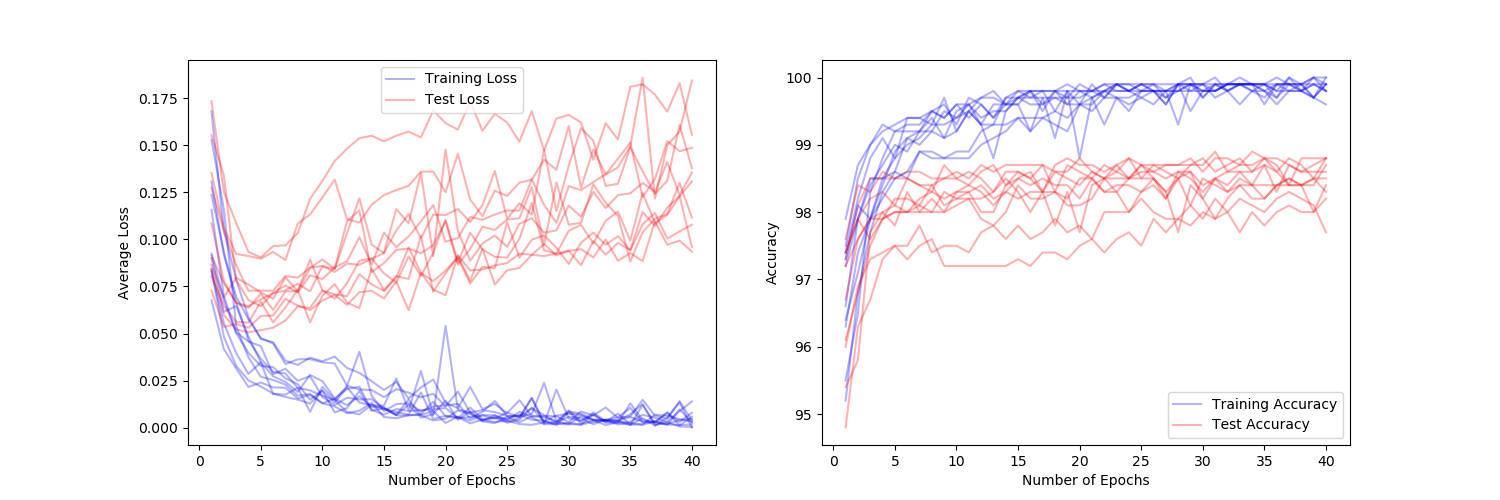 Training Loss
Test Loss
0.175
0.150
0.125
0.100
0.075
0.050
0.025
0.000
Average Loss
0 5 10 15 20 25 30 35 40
Number of Epochs
100
99
98
97
96
95
Accuracy
Training Accuracy
Test Accuracy
0 5 10 15 20 25 30 35 40
Number of Epochs